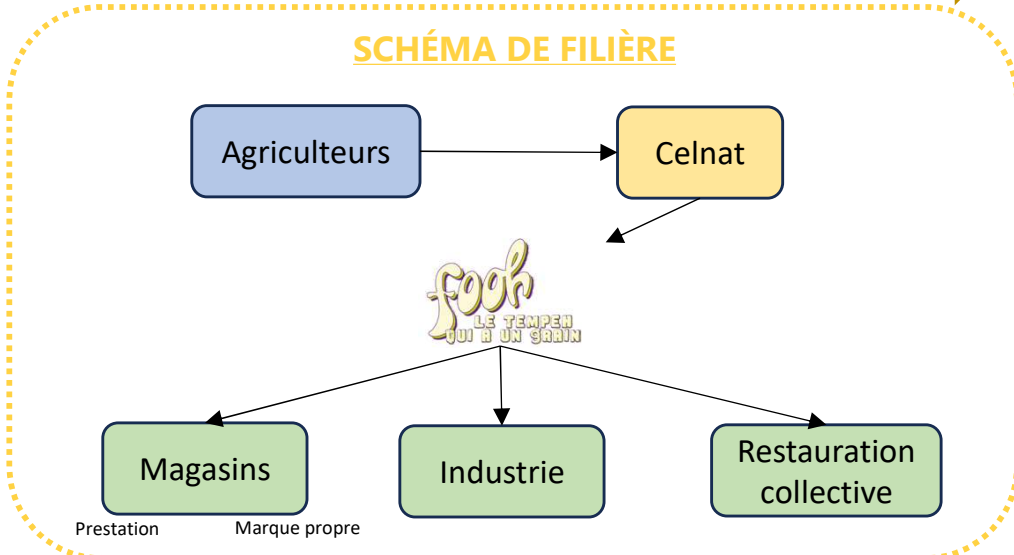 SCHÉMA DE FILIÈRE
Agriculteurs
Celnat
fooh
LE TEMPEH
QUI A UN GRAIN
Magasins
Industrie
Restauration
collective
Prestation
Marque propre